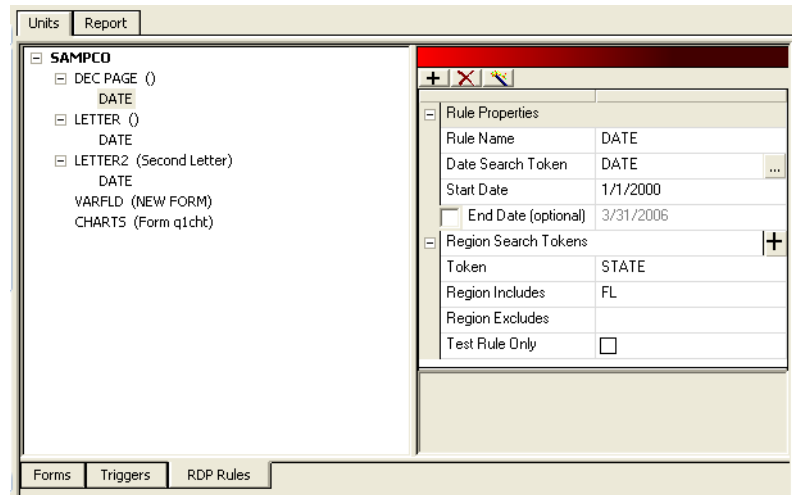 Units Report
SAMPCO
DEC PAGE ()
DATE
LETTER ()
DATE
LETTER2 (Second Letter)
DATE
VARFLD (NEW FORM)
CHARTS (Form q1cht)
Rule Properties
Rule Name DATE
Date Search Token DATE ...
Start Date 1/1/2000
End Date (optional) 3/31/2006
Region Search Tokens
Token STATE
Region Includes FL
Region Excludes
Test Rule Only
Forms Triggers RDP Rules